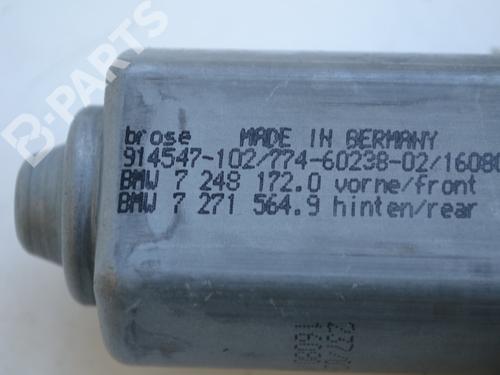 B-PARTS
brose MADE IN GERMANY
914547-102/774-60238-02/1608
BMW 7 248 172.0 vorne/front
BMW 7 271 564.9 hinten/rear